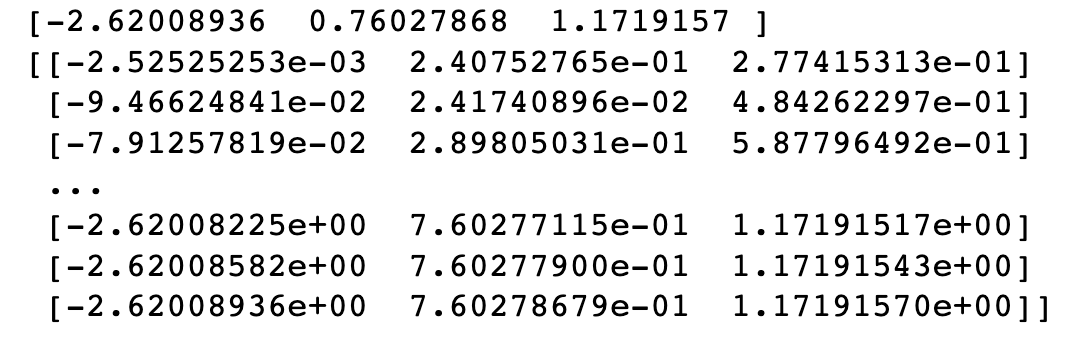 [-2.62008936  0.76027868  1.1719157 ]
[[-2.52525253e-03  2.40752765e-01  2.77415313e-01]
 [-9.46624841e-02  2.41740896e-02  4.84262297e-01]
 [-7.91257819e-02  2.89805031e-01  5.87796492e-01]
 ...
 [-2.62008225e+00  7.60277115e-01  1.17191517e+00]
 [-2.62008582e+00  7.60277900e-01  1.17191543e+00]
 [-2.62008936e+00  7.60278679e-01  1.17191570e+00]]